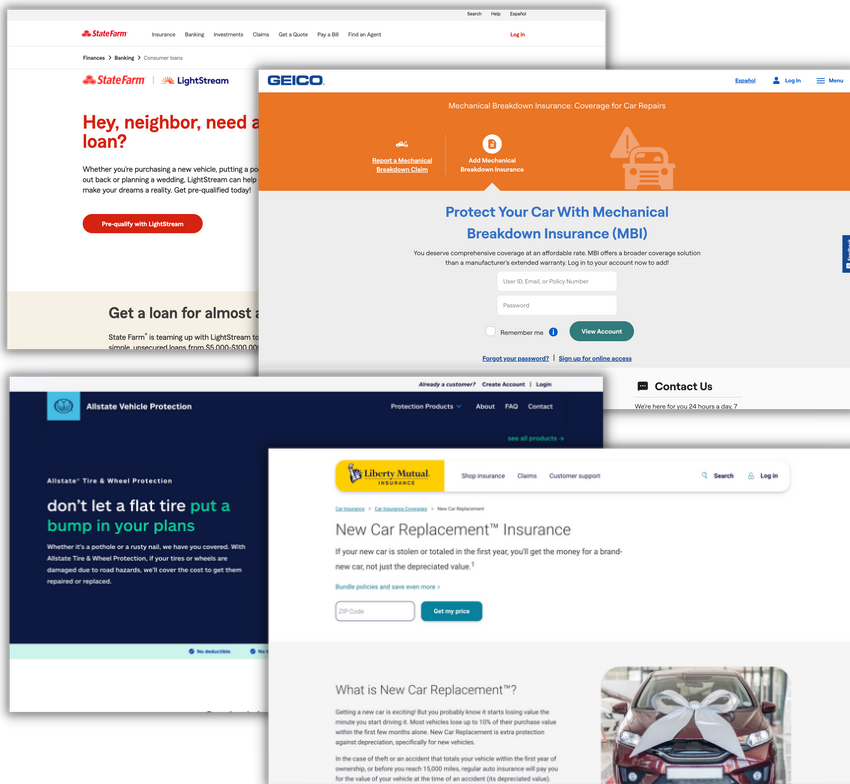 Search Help Español
StateFarm
Insurance Banking Investments Claims Get a Quote Pay a Bill Find an Agent
Log in
Finances > Banking > Consumer loans
StateFarm | LightStream
Hey, neighbor, need a
loan?
Whether you're purchasing a new vehicle, putting a
out back or planning a wedding, LightStream can help
make your dreams a reality. Get pre-qualified today!
Pre-qualify with LightStream
Get a loan for almost
State Farm® is teaming up with LightStream to
simple, unsecured loans from $5,000-$100,000
GEICO
Español Log In Menu
Mechanical Breakdown Insurance: Coverage for Car Repairs
Report a Mechanical
Breakdown Claim
Add Mechanical
Breakdown Insurance
Protect Your Car With Mechanical
Breakdown Insurance (MBI)
You deserve comprehensive coverage at an affordable rate. MBI offers a broader coverage solution
than a manufacturer's extended warranty. Log in to your account now to add!
User ID, Email, or Policy Number
Password
Remember me
View Account
Forgot your password? | Sign up for online access
Contact Us
We're here for you 24 hours a day, 7
Already a customer? Create Account | Login
Allstate Vehicle Protection
Protection Products About FAQ Contact
see all products →
Allstate® Tire & Wheel Protection
don't let a flat tire put a
bump in your plans
Whether it's a pothole or a rusty nail, we have you covered. With
Allstate Tire & Wheel Protection, if your tires or wheels are
damaged due to road hazards, we'll cover the cost to get them
repaired or replaced.
No deductible
Liberty Mutual.
INSURANCE
Shop insurance Claims Customer support
Search Log in
Car Insurance > Car Insurance Coverages > New Car Replacement
New Car Replacement™ Insurance
If your new car is stolen or totaled in the first year, you'll get the money for a brand-
new car, not just the depreciated value.¹
Bundle policies and save even more >
ZIP Code
Get my price
What is New Car Replacement™?
Getting a new car is exciting! But you probably know it starts losing value the
minute you start driving it. Most vehicles lose up to 10% of their purchase value
within the first few months alone. New Car Replacement is extra protection
against depreciation, specifically for new vehicles.
In the case of theft or an accident that totals your vehicle within the first year of
ownership, or before you reach 15,000 miles, regular auto insurance will pay you
for the value of your vehicle at the time of an accident (its depreciated value).